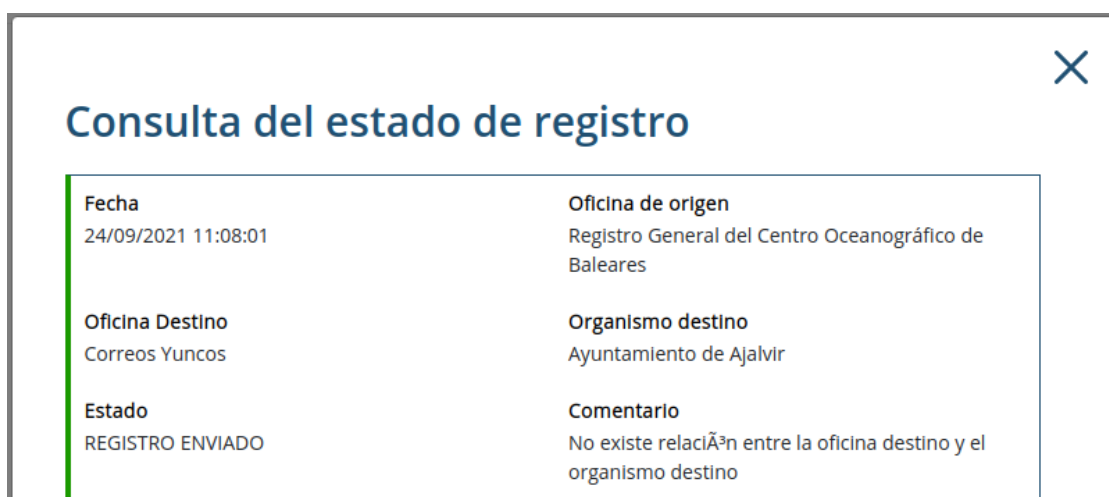 Consulta del estado de registro
Fecha
24/09/2021 11:08:01
Oficina de origen
Registro General del Centro Oceanográfico de
Baleares
Oficina Destino
Correos Yuncos
Organismo destino
Ayuntamiento de Ajalvir
Estado
REGISTRO ENVIADO
Comentario
No existe relaciÃ³n entre la oficina destino y el
organismo destino